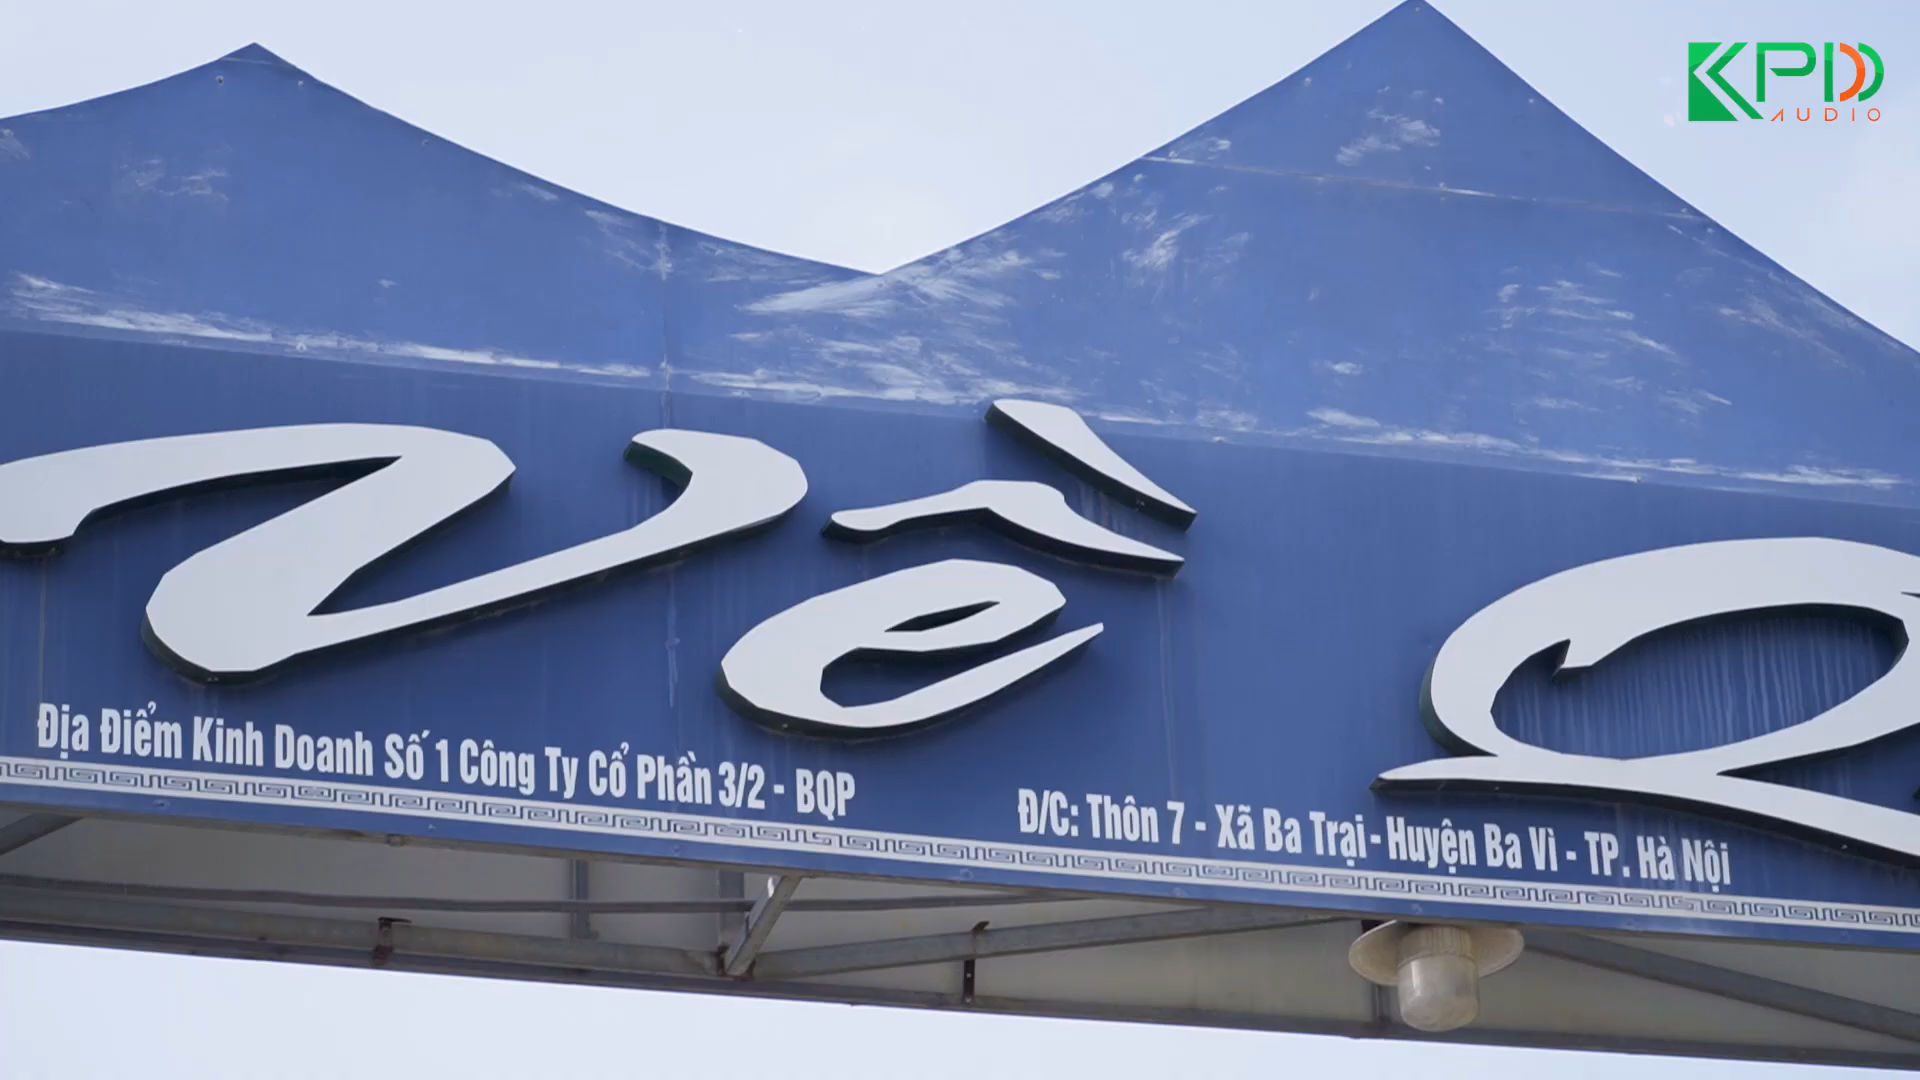 KPD
AUDIO
Về Q
Địa Điểm Kinh Doanh Số 1 Công Ty Cổ Phần 3/2 - BQP
Đ/C: Thôn 7 - Xã Ba Trại - Huyện Ba Vì - TP. Hà Nội